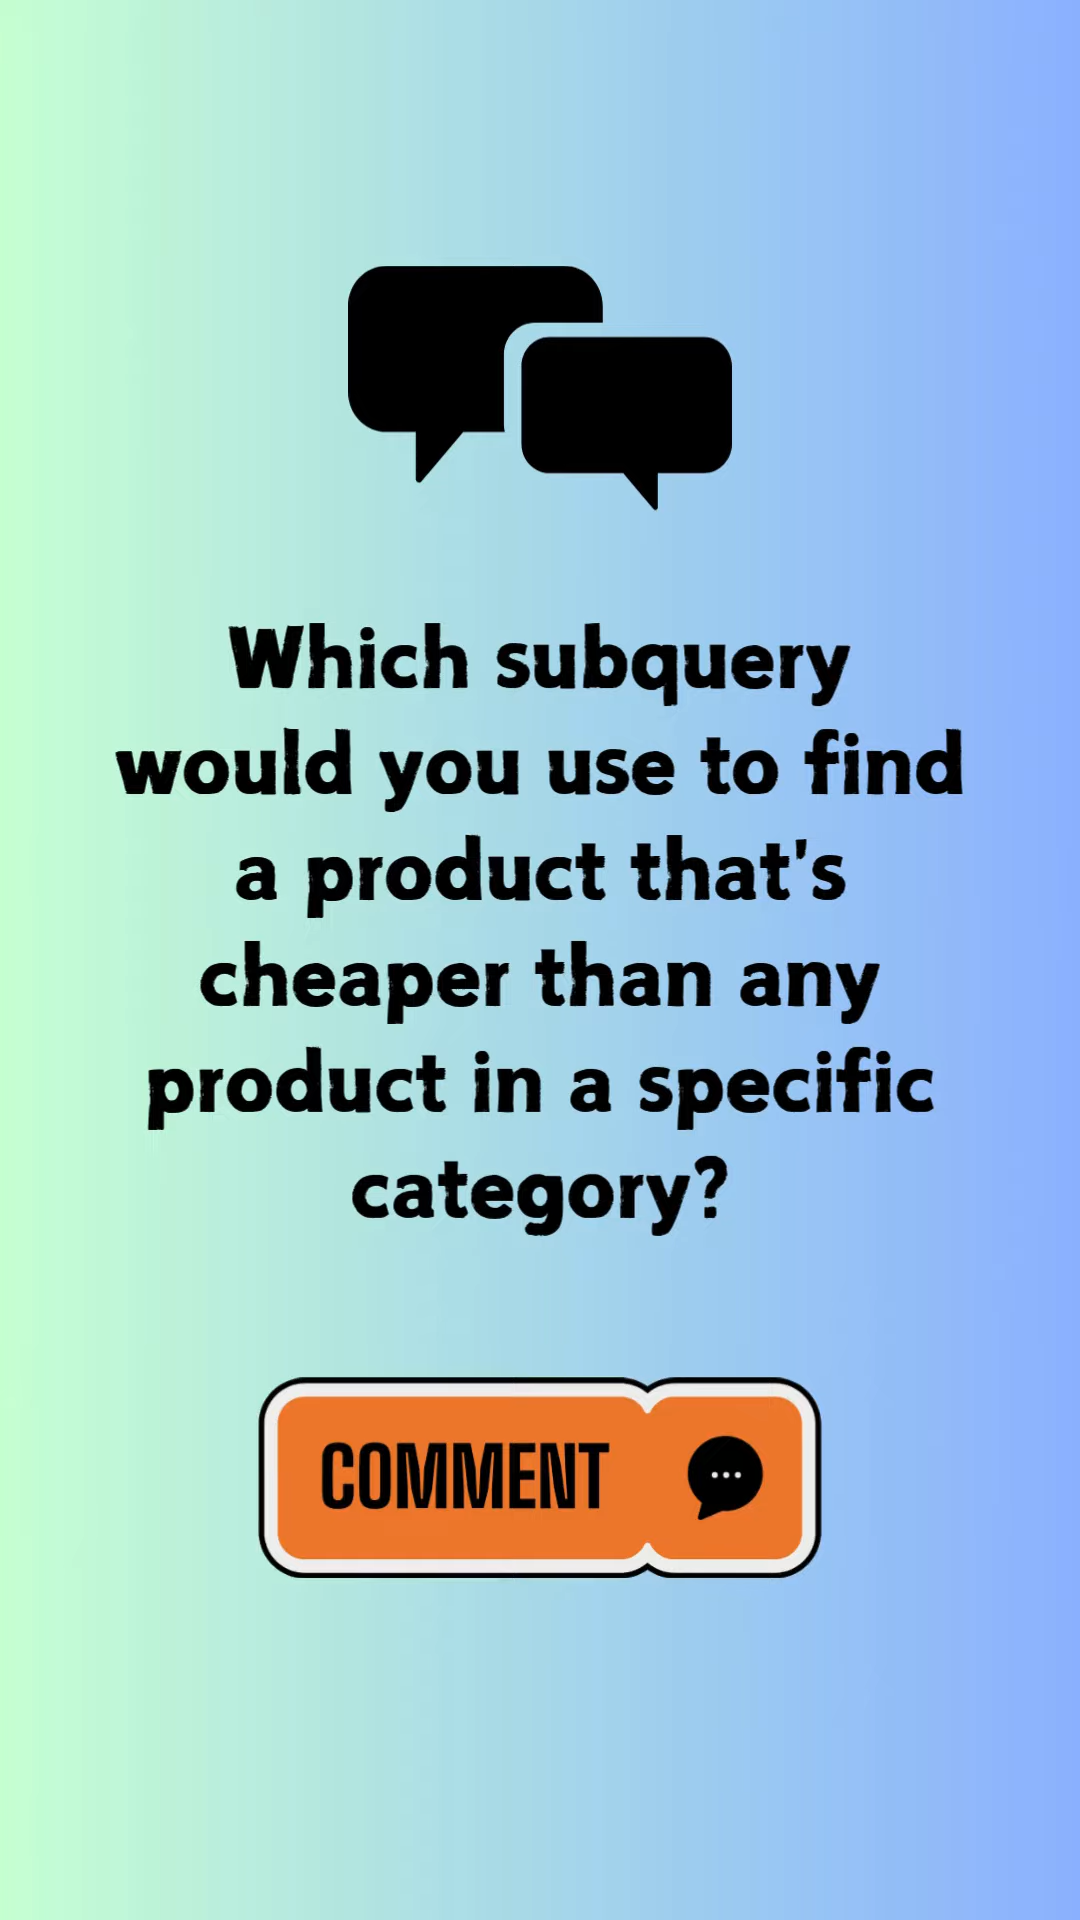 Which subquery
would you use to find
a product that's
cheaper than any
product in a specific
category?
COMMENT